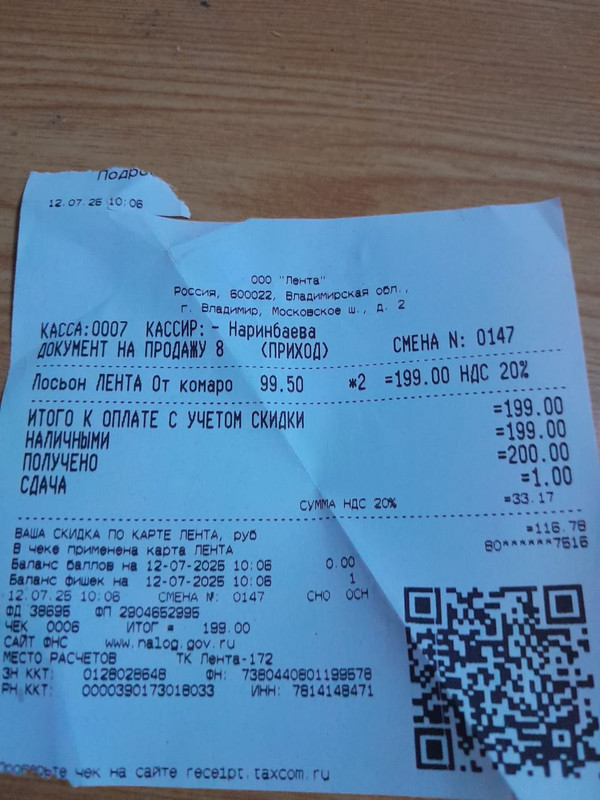 12.07.25 10:06
ООО "Лента"
Россия, 600022, Владимирская обл.,
г. Владимир, Московское ш., д. 2
КАССА:0007 КАССИР: - Наринбаева СМЕНА N: 0147
ДОКУМЕНТ НА ПРОДАЖУ 8 (ПРИХОД)
Лосьон ЛЕНТА От комаро 99.50 *2 =199.00 НДС 20%
ИТОГО К ОПЛАТЕ С УЧЕТОМ СКИДКИ =199.00
НАЛИЧНЫМИ =199.00
ПОЛУЧЕНО =200.00
СДАЧА =1.00
СУММА НДС 20% =33.17
ВАША СКИДКА ПО КАРТЕ ЛЕНТА, руб =116.78
В чеке применена карта ЛЕНТА 80******7616
Баланс баллов на 12-07-2025 10:06 0.00
Баланс фишек на 12-07-2025 10:06 1
12.07.25 10:06 СМЕНА №: 0147 СНО ОСН
ФД 38695 ФП 2904652995
ЧЕК 0006 ИТОГ = 199.00
САЙТ ФНС www.nalog.gov.ru
МЕСТО РАСЧЕТОВ ТК Лента-172
ЗН ККТ: 0128028648 ФН: 7380440801199578
РН ККТ: 0000390173018033 ИНН: 7814148471
Проверьте чек на сайте receipt.taxcom.ru